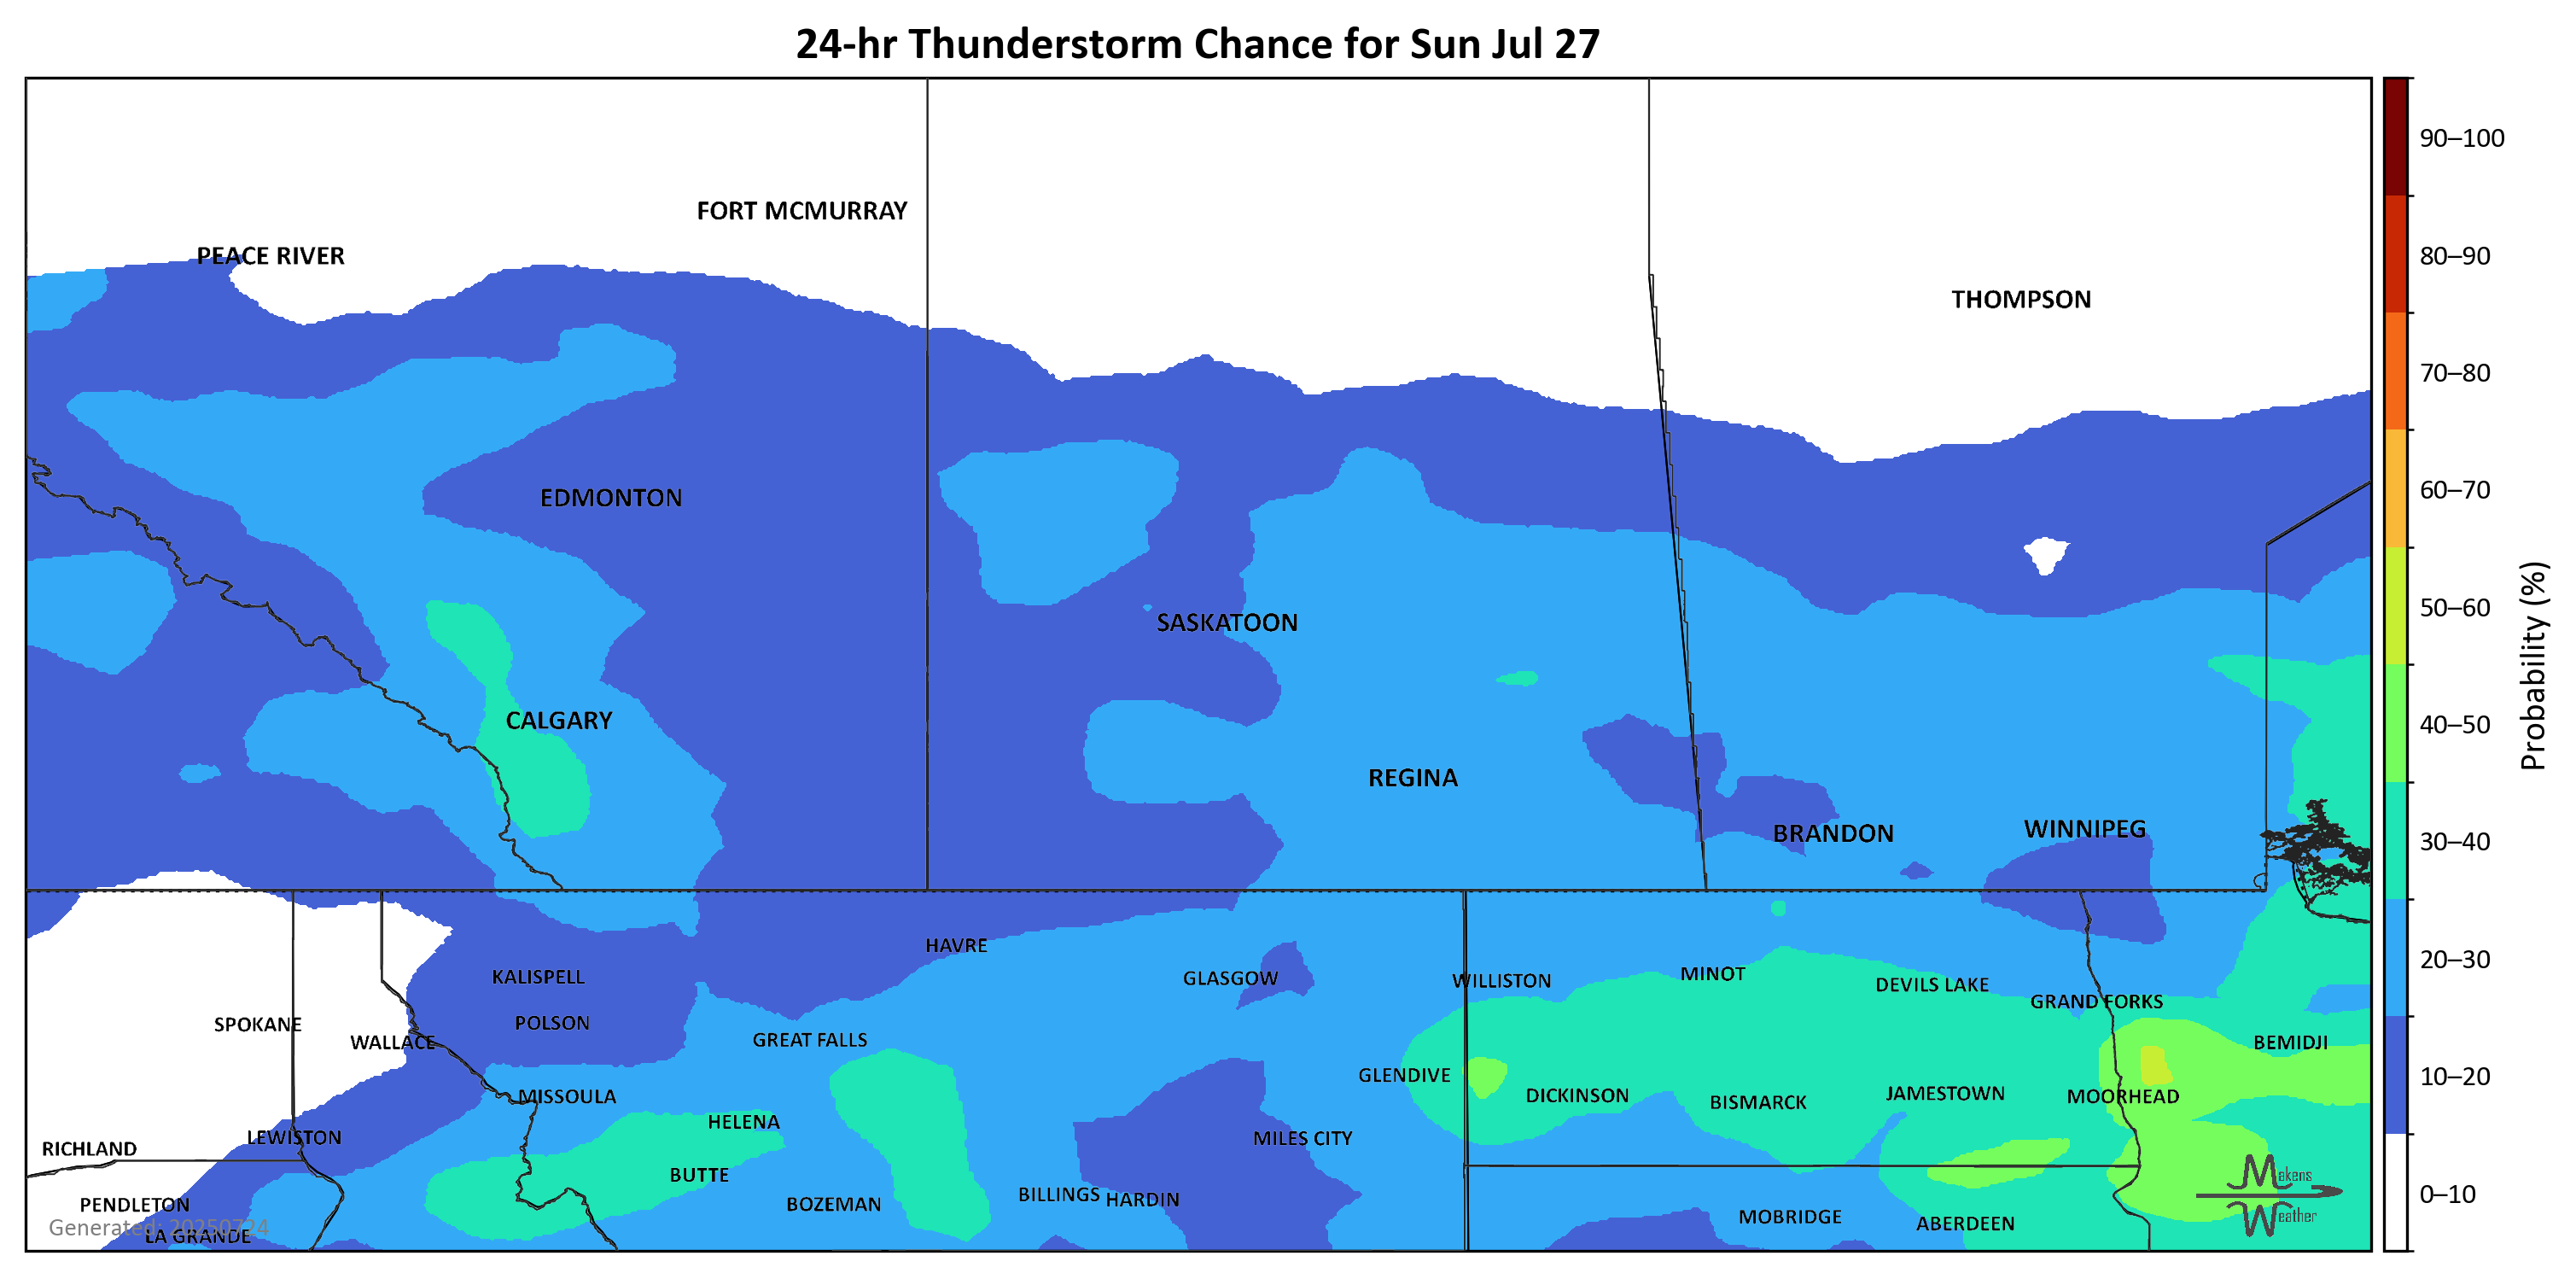 24-hr Thunderstorm Chance for Sun Jul 27
90–100
FORT MCMURRAY
PEACE RIVER
80–90
THOMPSON
70–80
60–70
EDMONTON
50–60
SASKATOON
CALGARY
40–50
Probability (%)
REGINA
WINNIPEG
BRANDON
30–40
HAVRE
20–30
KALISPELL
GLASGOW
WILLISTON
MINOT
DEVILS LAKE
GRAND FORKS
SPOKANE
POLSON
WALLACE
GREAT FALLS
BEMIDJI
GLENDIVE
10–20
MISSOULA
DICKINSON
BISMARCK
JAMESTOWN
MOORHEAD
HELENA
LEWISTON
MILES CITY
RICHLAND
BUTTE
Makens
BILLINGS
HARDIN
0–10
PENDLETON
BOZEMAN
MOBRIDGE
Weather
ABERDEEN
Generated: 20250724
LA GRANDE